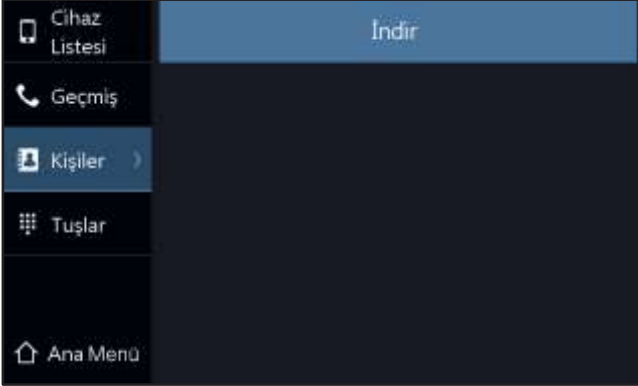 Cihaz
Listesi
İndir
Geçmiş
Kişiler
Tuşlar
Ana Menü